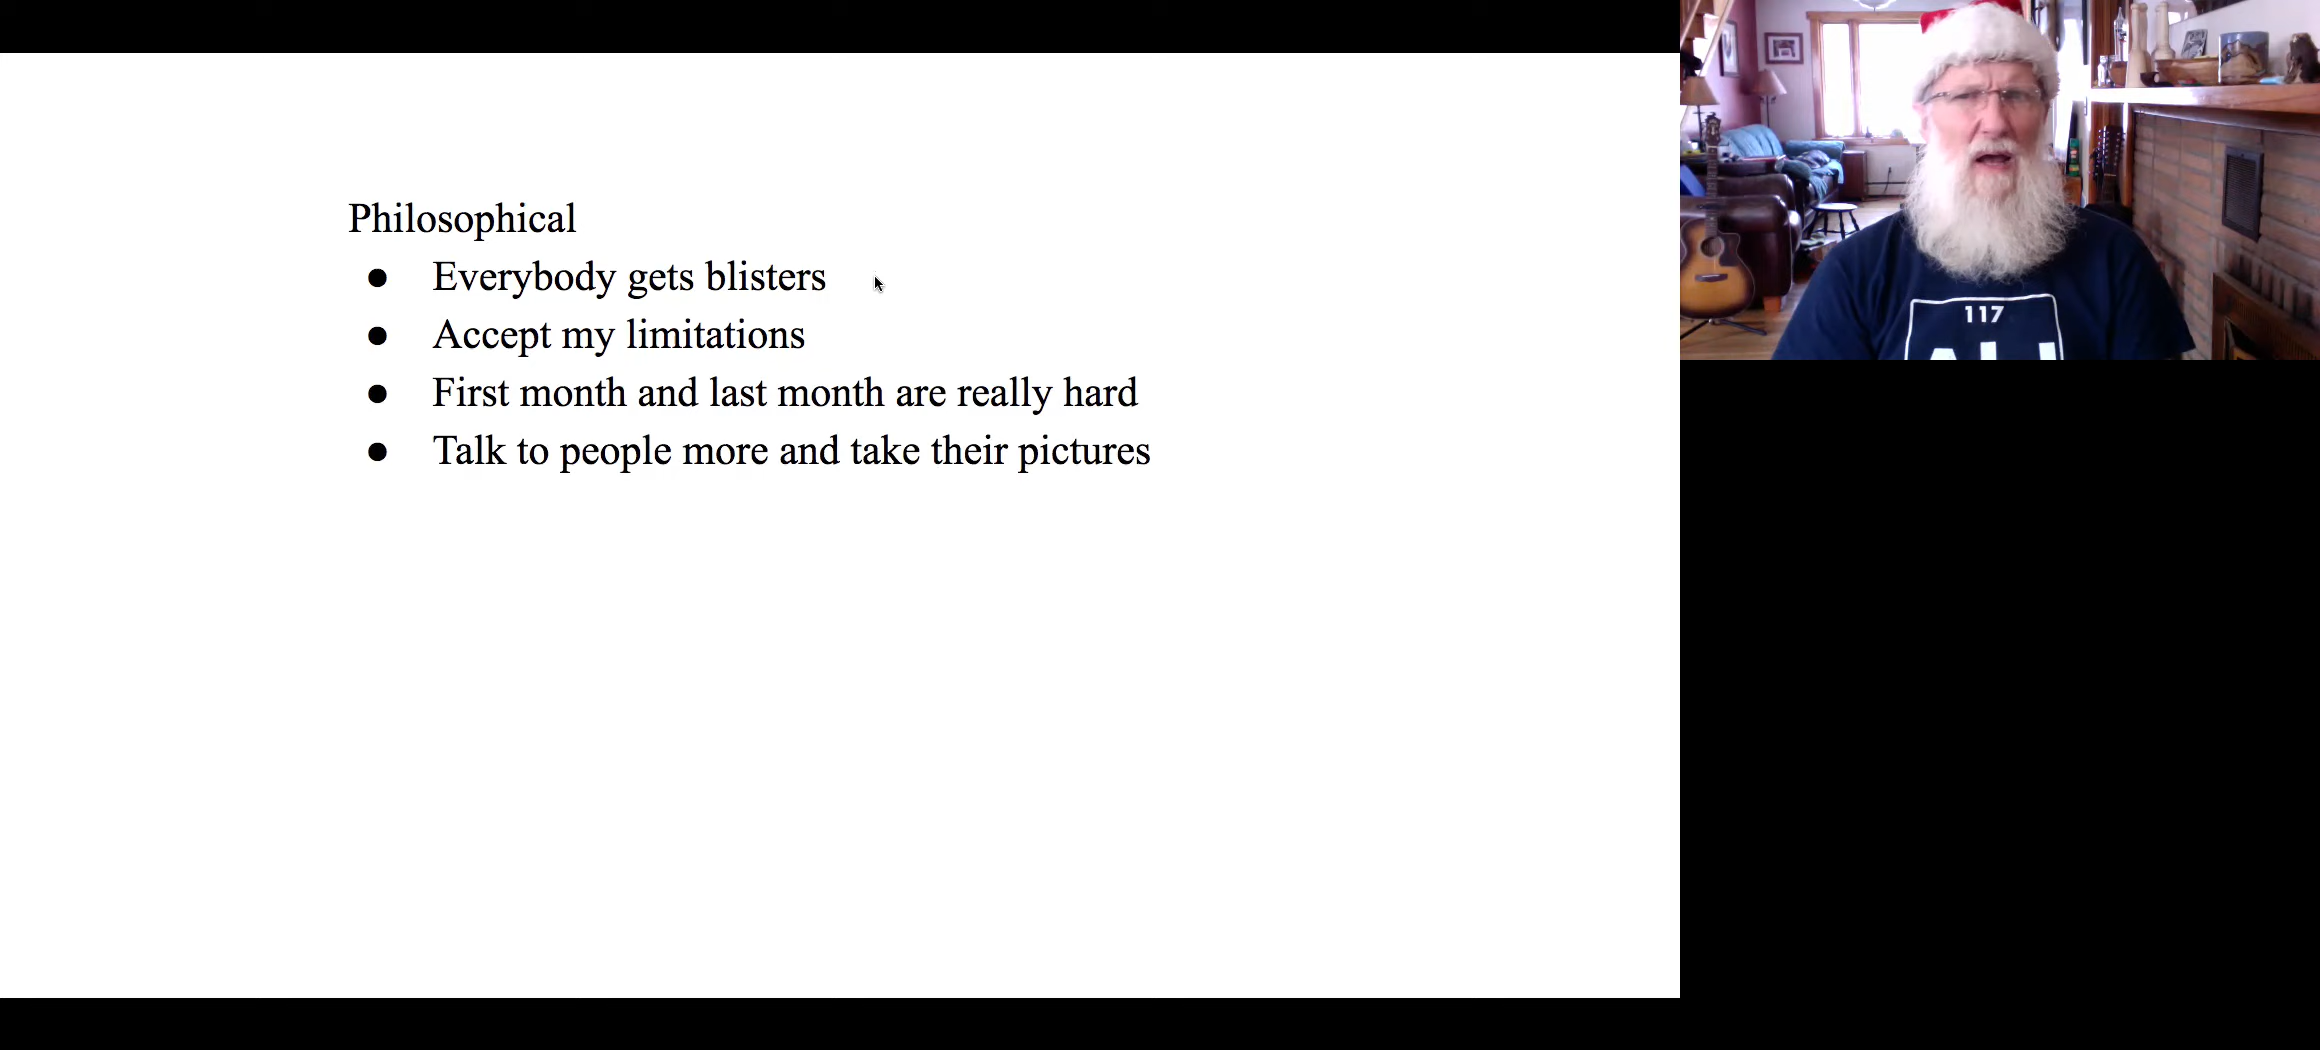 Philosophical
● Everybody gets blisters
● Accept my limitations
● First month and last month are really hard
● Talk to people more and take their pictures
117